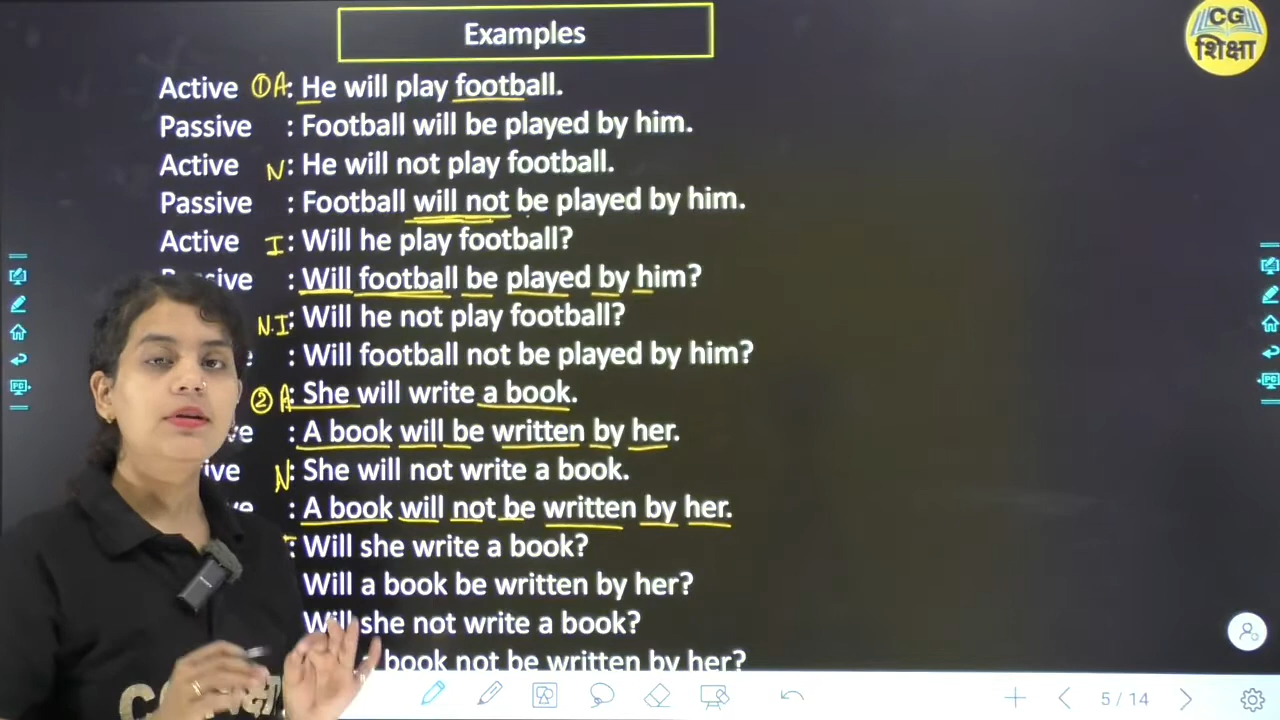 Examples
CG
शिक्षा
Active ① A: He will play football.
Passive : Football will be played by him.
Active N: He will not play football.
Passive : Football will not be played by him.
Active I: Will he play football?
: Will football be played by him?
N.I: Will he not play football?
: Will football not be played by him?
② A: She will write a book.
: A book will be written by her.
N: She will not write a book.
: A book will not be written by her.
: Will she write a book?
Will a book be written by her?
Will she not write a book?
a book not be written by her?
5 / 14